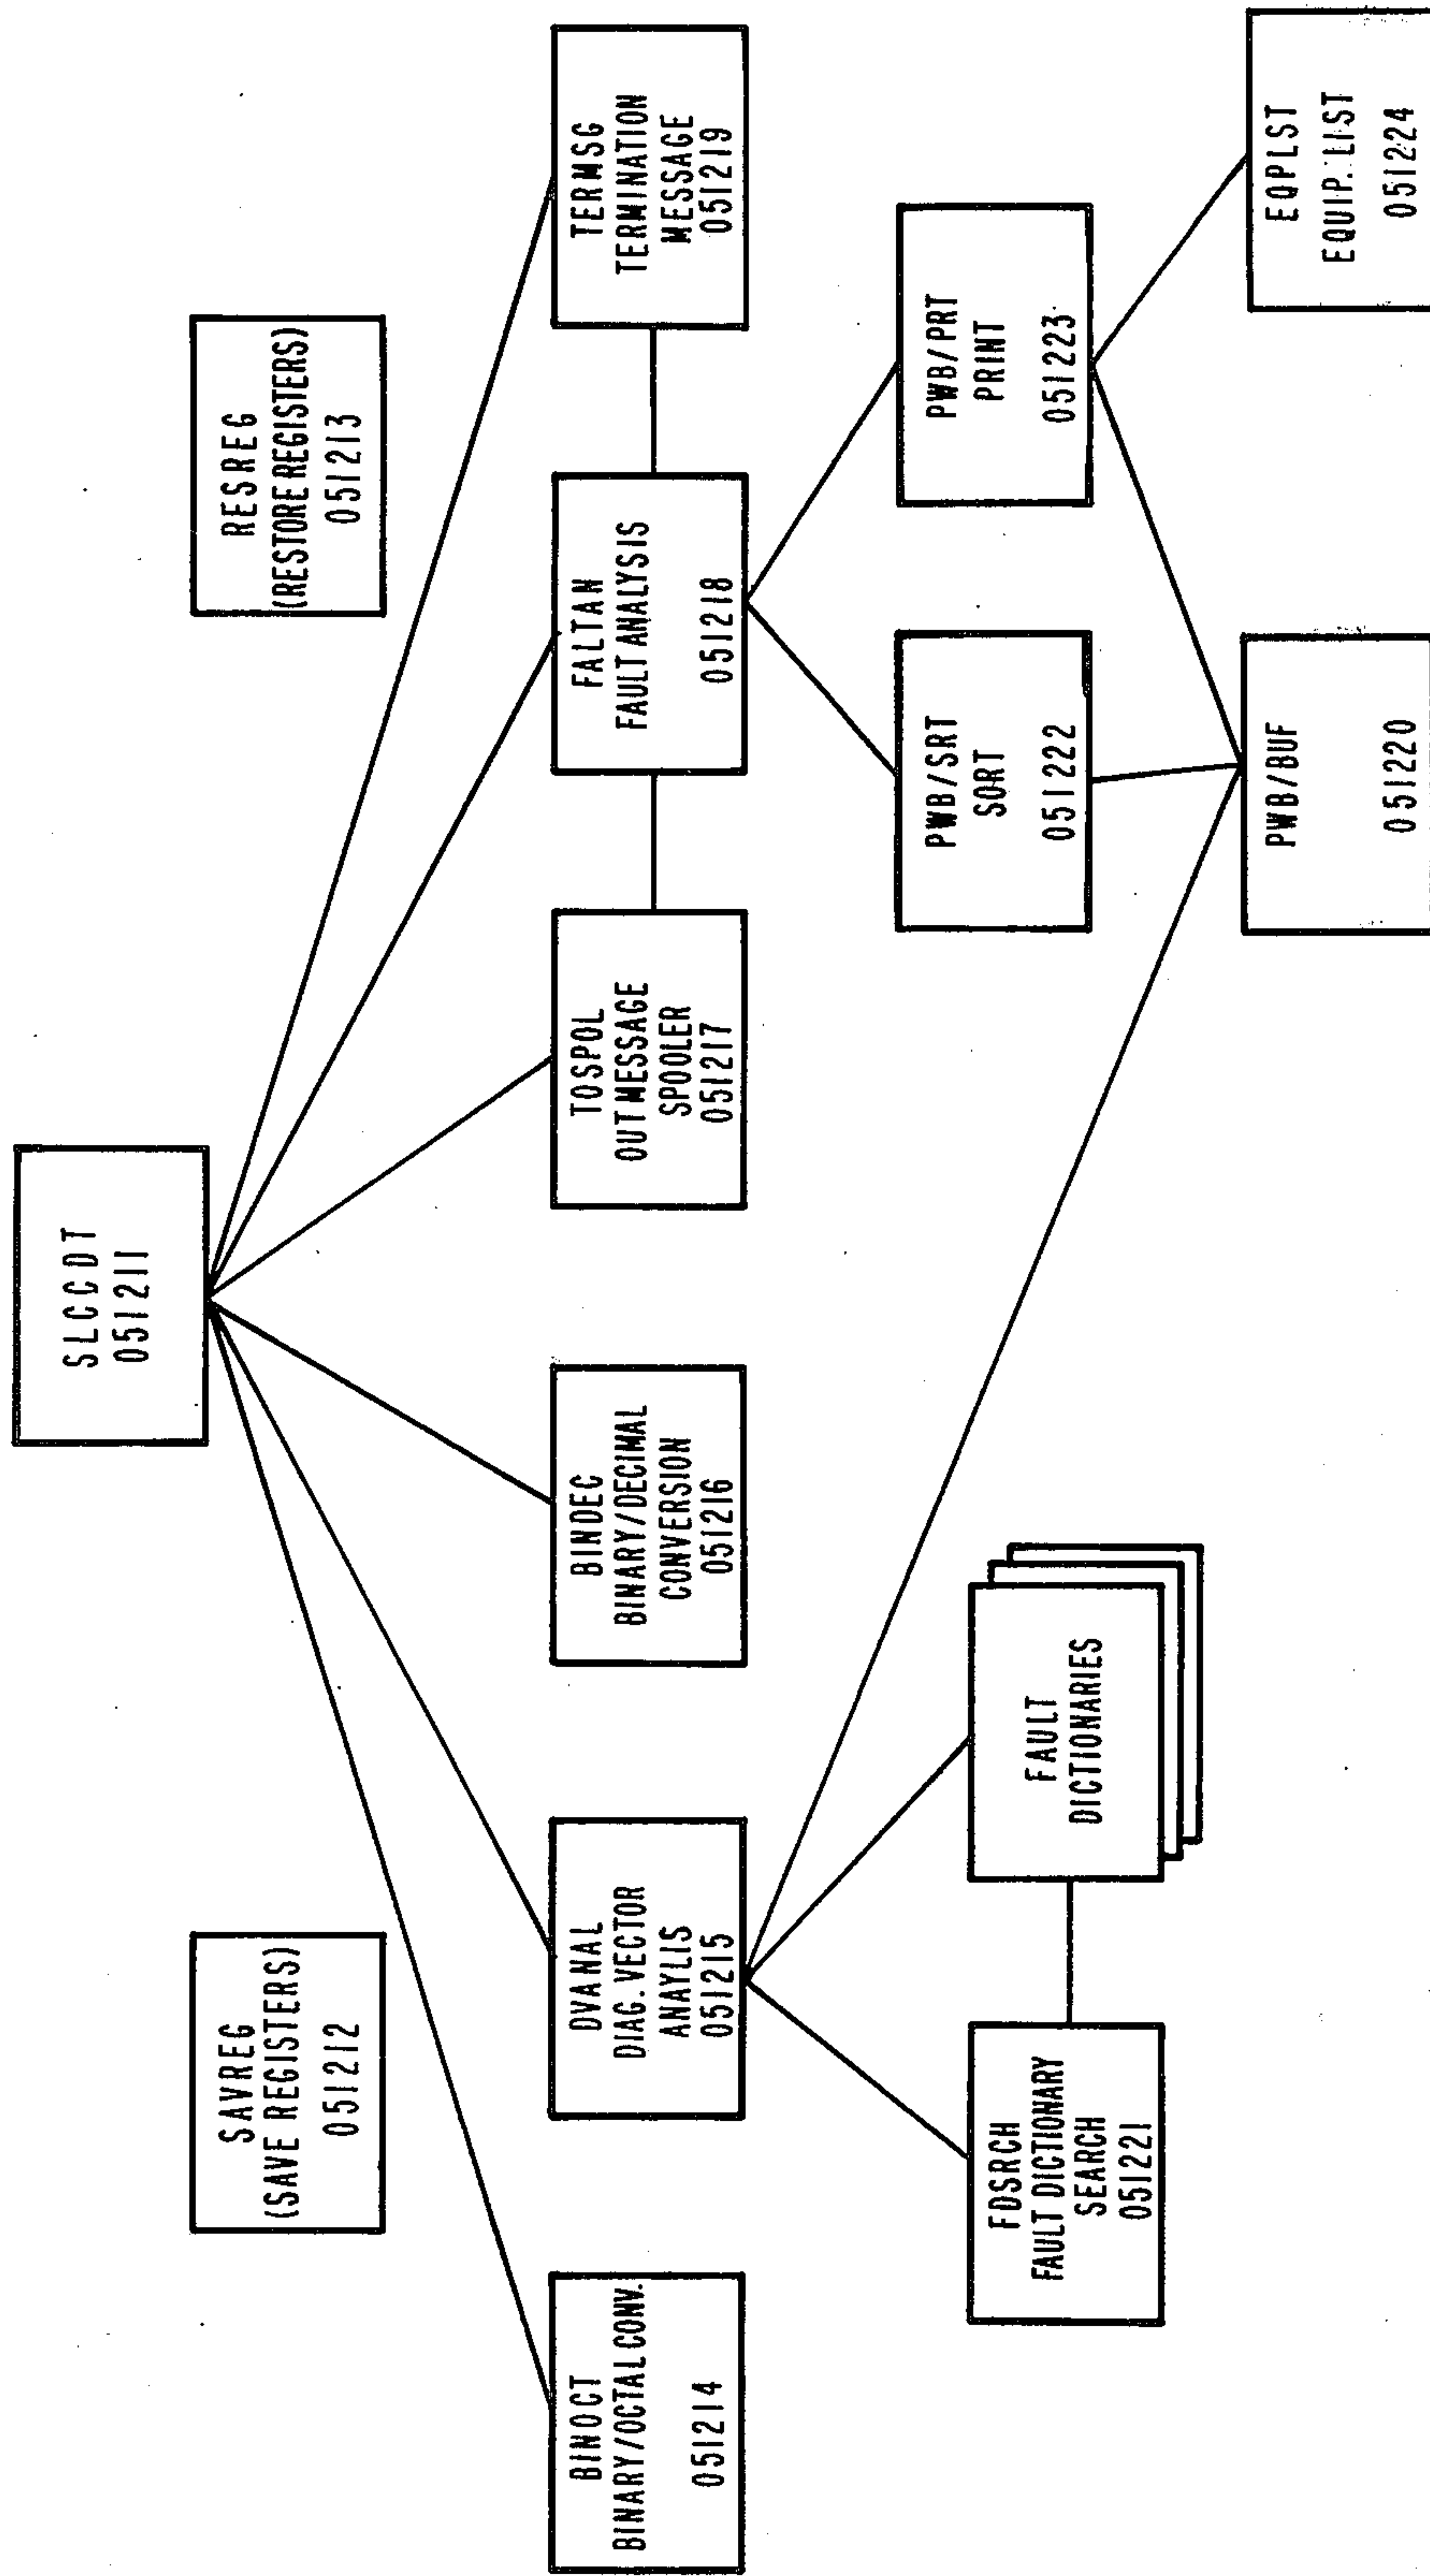 SLCCDT
051211
SAVREG
(SAVE REGISTERS)
051212
RESREG
(RESTORE REGISTERS)
051213
BINOCT
BINARY/OCTAL CONV.
051214
DVANAL
DIAG. VECTOR
ANAYLIS
051215
BINDEC
BINARY/DECIMAL
CONVERSION
051216
TOSPOL
OUT MESSAGE
SPOOLER
051217
FALTAN
FAULT ANALYSIS
051218
TERMSG
TERMINATION
MESSAGE
051219
FDSRCH
FAULT DICTIONARY
SEARCH
051221
FAULT
DICTIONARIES
PWB/SRT
SORT
051222
PWB/PRT
PRINT
051223
PWB/BUF
051220
EQPLST
EQUIP. LIST
051224